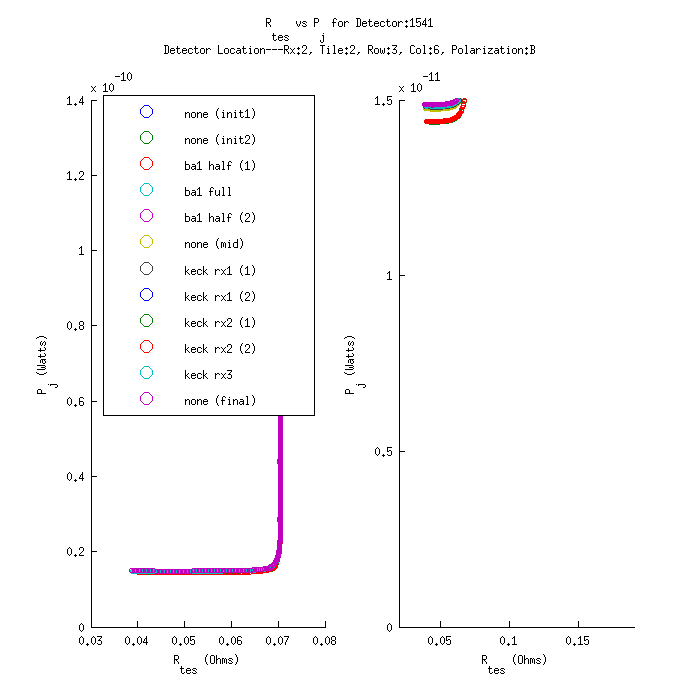 R    vs P  for Detector:1541
tes    j
Detector Location---Rx:2, Tile:2, Row:3, Col:6, Polarization:B
x 10^-10
1.4
1.2
1
0.8
0.6
0.4
0.2
0
0.03 0.04 0.05 0.06 0.07 0.08
P_j (Watts)
R_tes (Ohms)
none (init1)
none (init2)
ba1 half (1)
ba1 full
ba1 half (2)
none (mid)
keck rx1 (1)
keck rx1 (2)
keck rx2 (1)
keck rx2 (2)
keck rx3
none (final)
x 10^-11
1.5
1
0.5
0
0.05 0.1 0.15
P_j (Watts)
R_tes (Ohms)